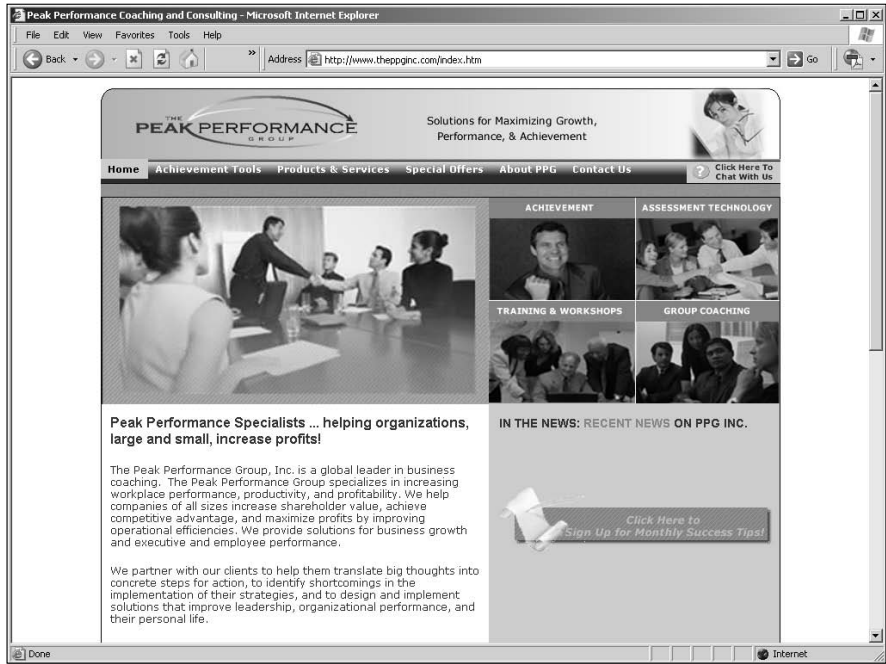 Peak Performance Coaching and Consulting - Microsoft Internet Explorer
File Edit View Favorites Tools Help
Back » Address http://www.theppginc.com/index.htm Go
THE
PEAK PERFORMANCE
GROUP
Solutions for Maximizing Growth,
Performance, & Achievement
Home Achievement Tools Products & Services Special Offers About PPG Contact Us
? Click Here To
Chat With Us
ACHIEVEMENT
ASSESSMENT TECHNOLOGY
TRAINING & WORKSHOPS
GROUP COACHING
Peak Performance Specialists ... helping organizations,
large and small, increase profits!
The Peak Performance Group, Inc. is a global leader in business
coaching. The Peak Performance Group specializes in increasing
workplace performance, productivity, and profitability. We help
companies of all sizes increase shareholder value, achieve
competitive advantage, and maximize profits by improving
operational efficiencies. We provide solutions for business growth
and executive and employee performance.
We partner with our clients to help them translate big thoughts into
concrete steps for action, to identify shortcomings in the
implementation of their strategies, and to design and implement
solutions that improve leadership, organizational performance, and
their personal life.
IN THE NEWS: RECENT NEWS ON PPG INC.
Click Here to
Sign Up for Monthly Success Tips!
Done
Internet